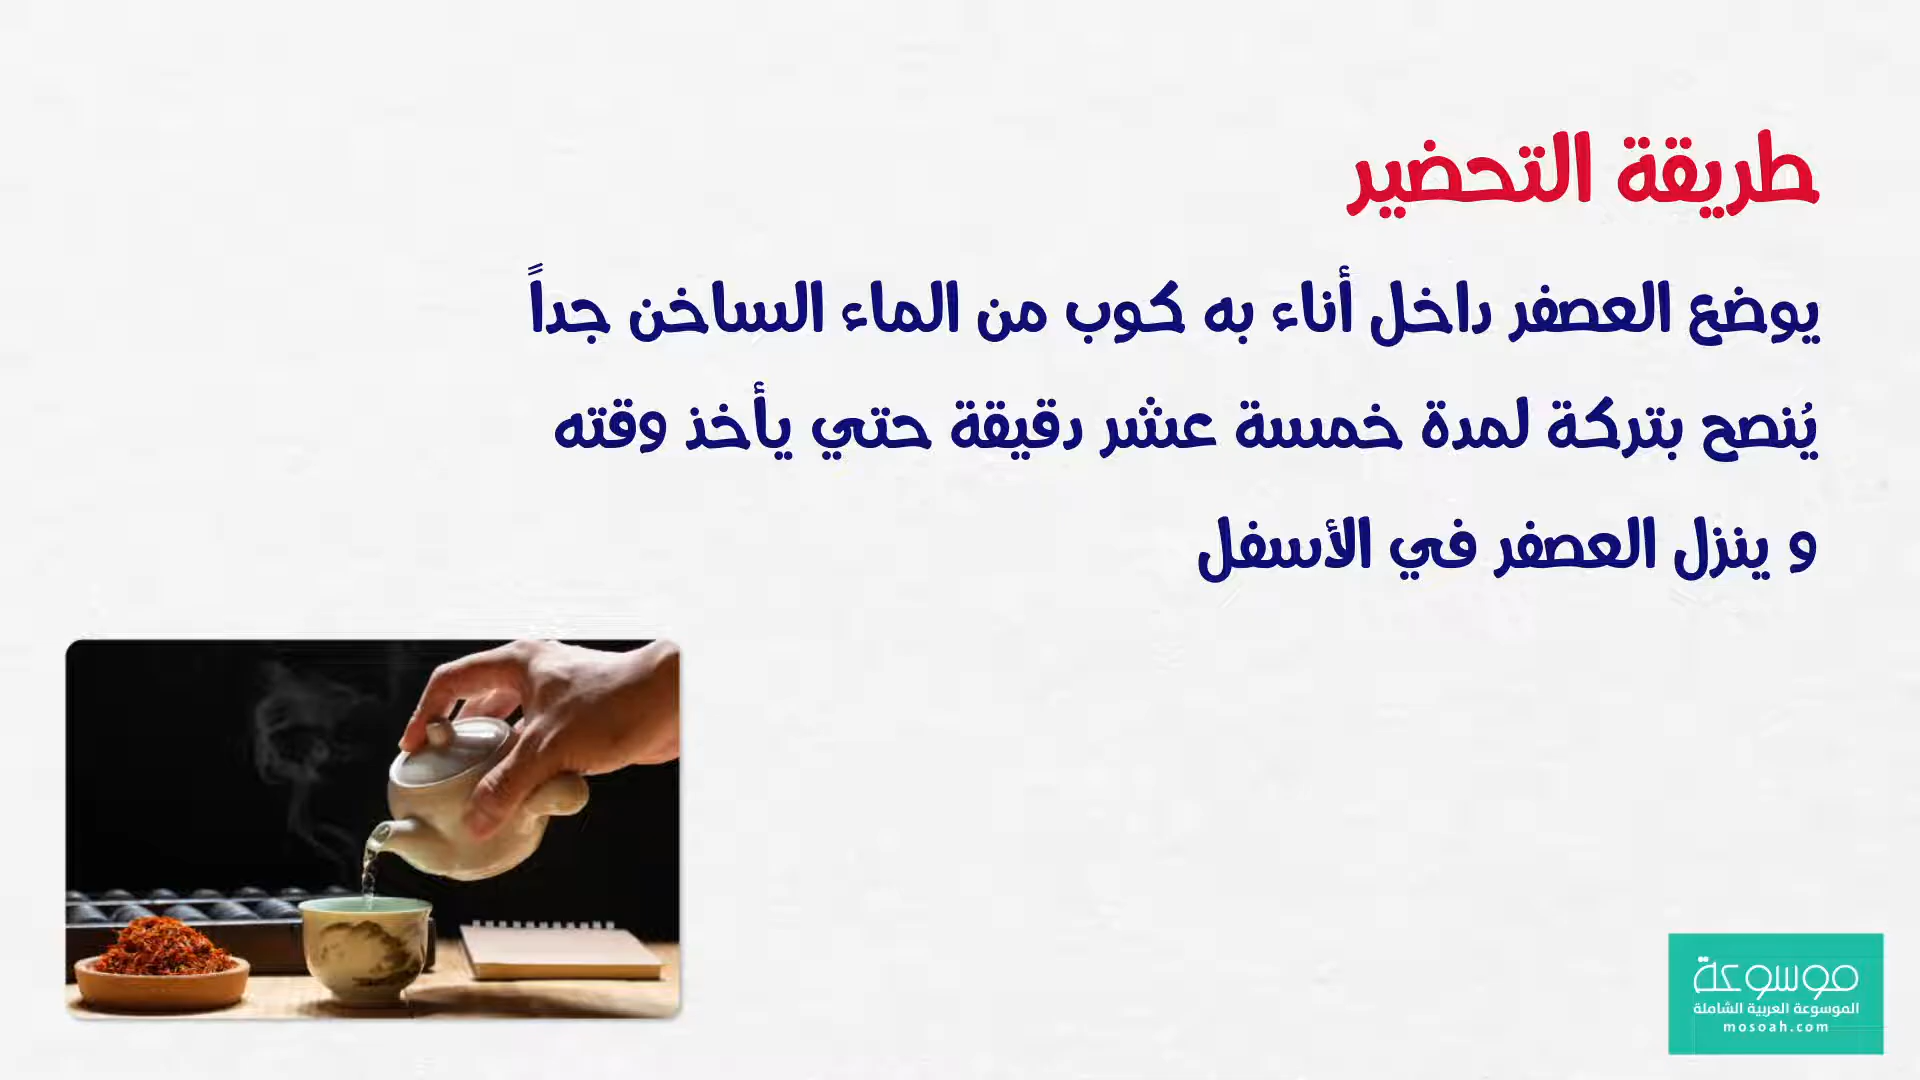 طريقة التحضير
يوضع العصفر داخل أناء به كوب من الماء الساخن جداً
يُنصح بتركة لمدة خمسة عشر دقيقة حتي يأخذ وقته
و ينزل العصفر في الأسفل
موسوعة
الموسوعة العربية الشاملة
mosoah.com